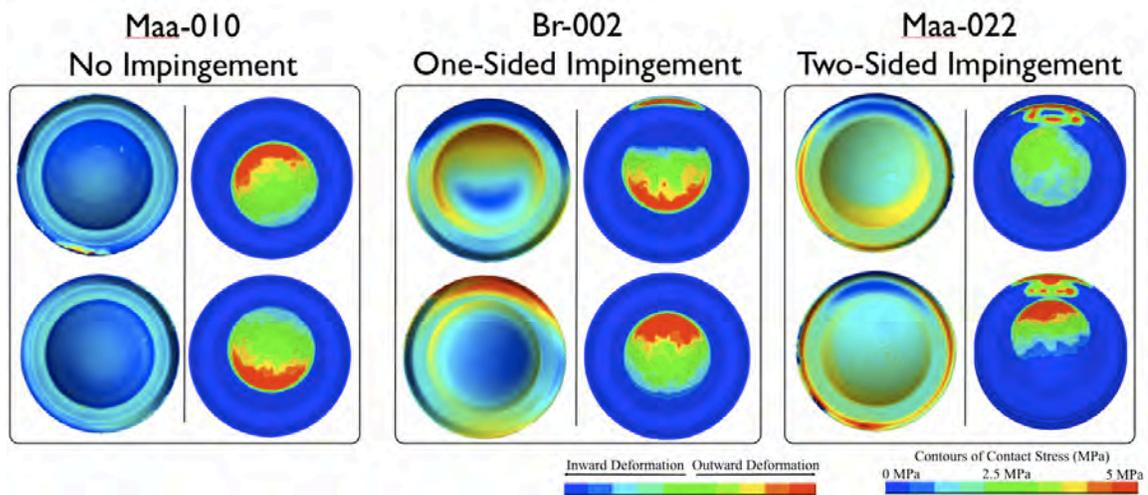 Maa-010
No Impingement
Br-002
One-Sided Impingement
Maa-022
Two-Sided Impingement
Inward Deformation Outward Deformation
Contours of Contact Stress (MPa)
0 MPa 2.5 MPa 5 MPa